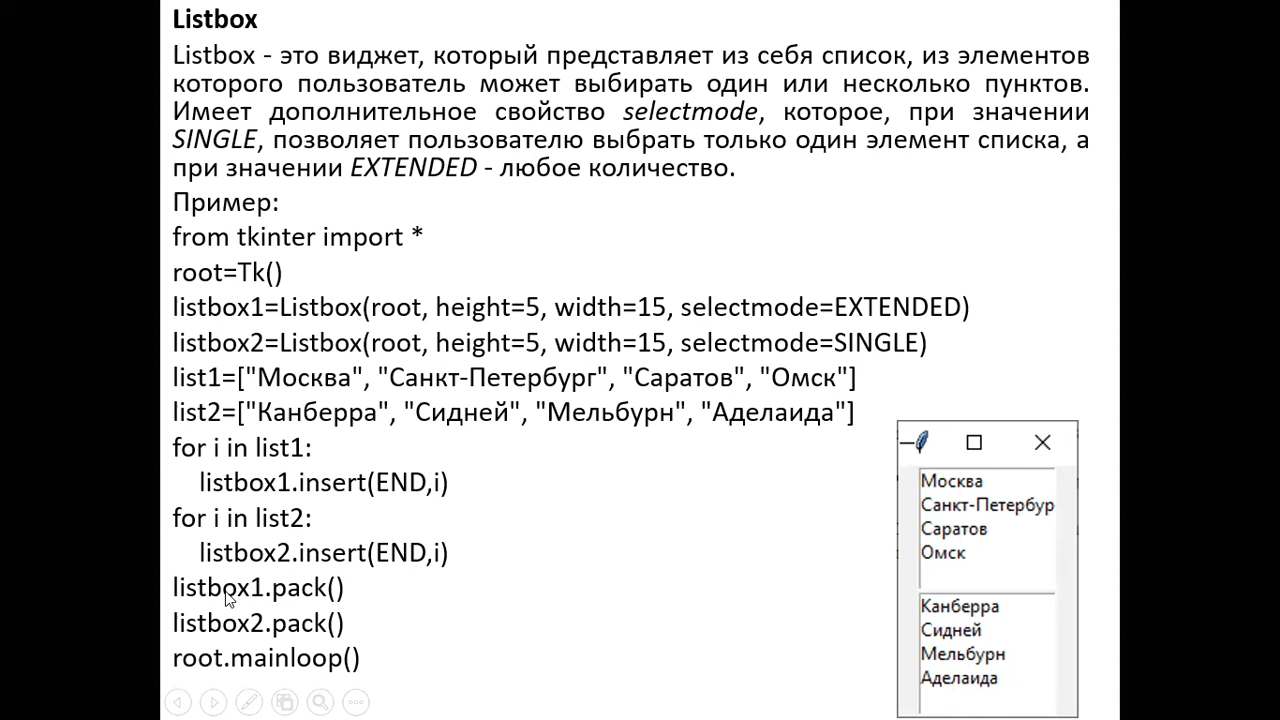 Listbox
Listbox - это виджет, который представляет из себя список, из элементов
которого пользователь может выбирать один или несколько пунктов.
Имеет дополнительное свойство selectmode, которое, при значении
SINGLE, позволяет пользователю выбрать только один элемент списка, а
при значении EXTENDED - любое количество.
Пример:
from tkinter import *
root=Tk()
listbox1=Listbox(root, height=5, width=15, selectmode=EXTENDED)
listbox2=Listbox(root, height=5, width=15, selectmode=SINGLE)
list1=["Москва", "Санкт-Петербург", "Саратов", "Омск"]
list2=["Канберра", "Сидней", "Мельбурн", "Аделаида"]
for i in list1:
    listbox1.insert(END,i)
for i in list2:
    listbox2.insert(END,i)
listbox1.pack()
listbox2.pack()
root.mainloop()
Москва
Санкт-Петербур
Саратов
Омск
Канберра
Сидней
Мельбурн
Аделаида